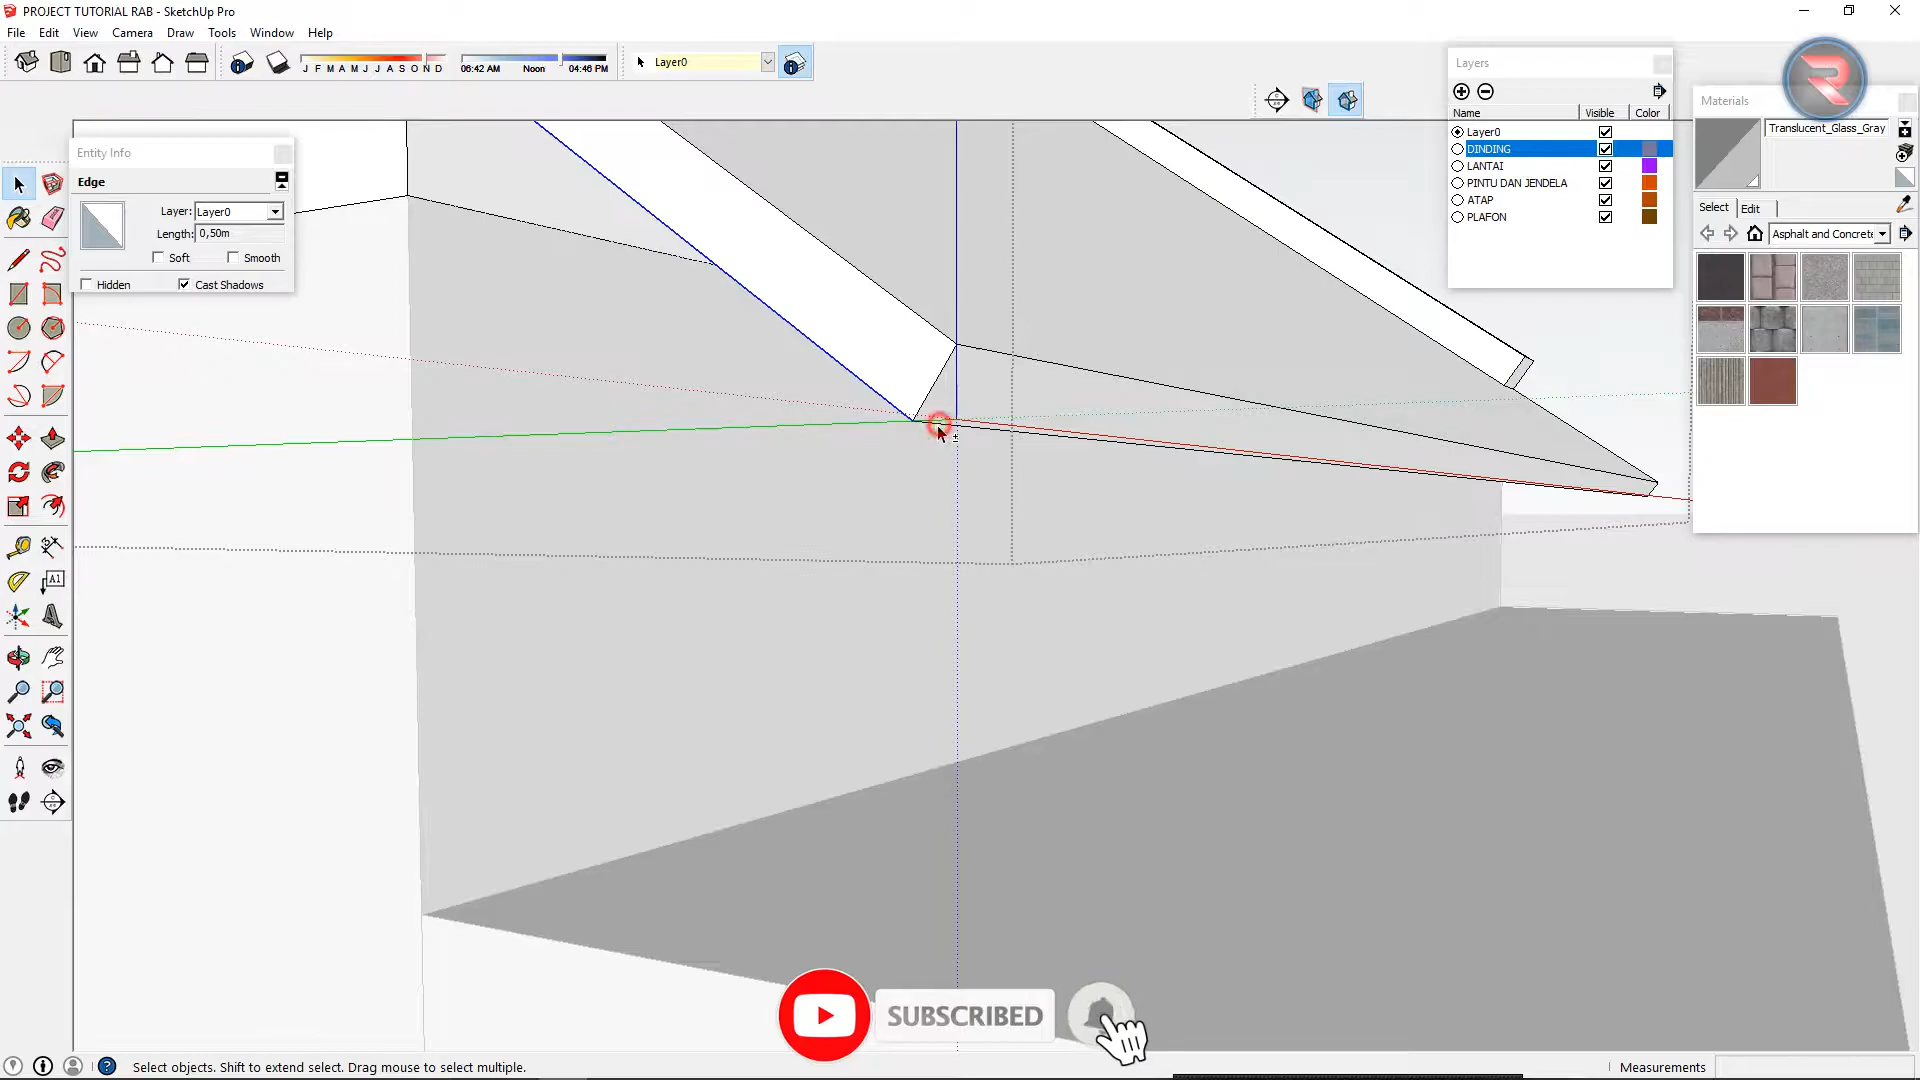 PROJECT TUTORIAL RAB - SketchUp Pro
File Edit View Camera Draw Tools Window Help
J F M A M J J A S O N D
06:42 AM Noon 04:46 PM
Layer0
Layers
Name Visible Color
Layer0
DINDING
LANTAI
PINTU DAN JENDELA
ATAP
PLAFON
Materials
Translucent_Glass_Gray
Select Edit
Asphalt and Concrete
Entity Info
Edge
Layer: Layer0
Length: 0,50m
Soft Smooth
Hidden Cast Shadows
A1
SUBSCRIBED
Select objects. Shift to extend select. Drag mouse to select multiple.
Measurements